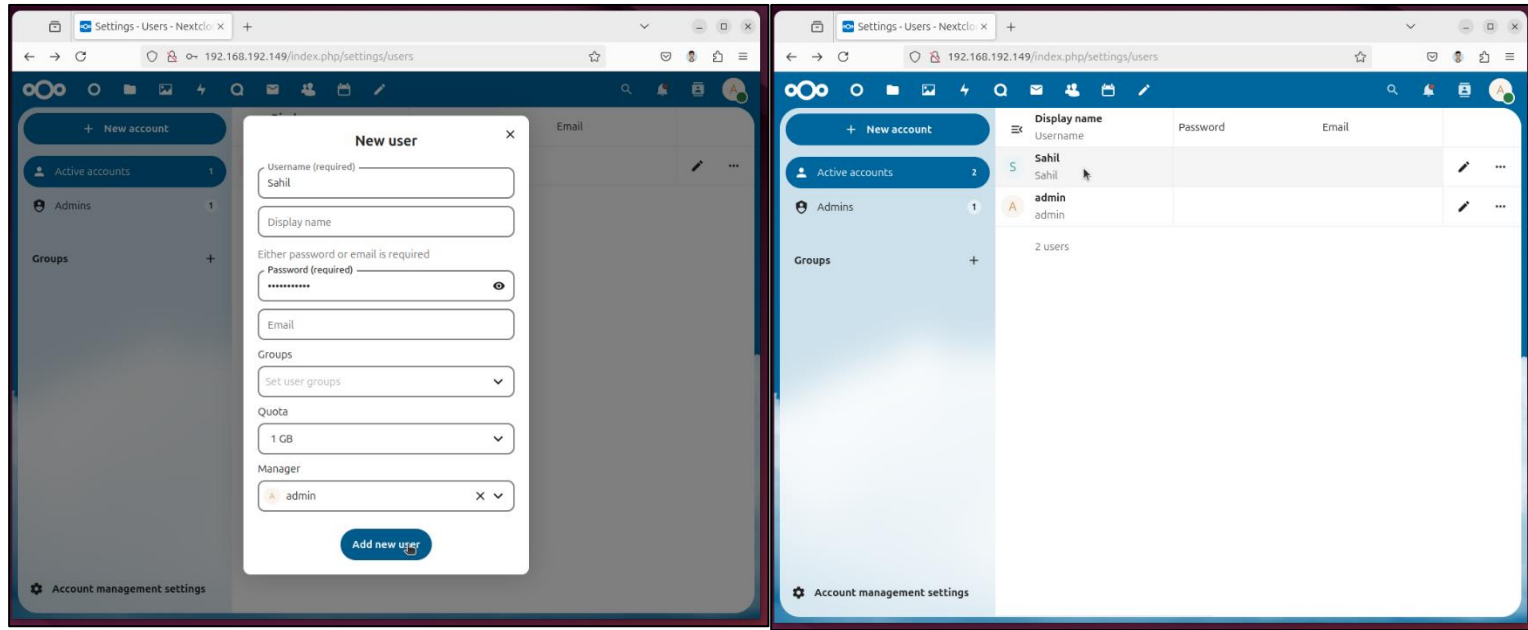 Settings - Users - Nextclo
192.168.192.149/index.php/settings/users
A
+ New account
Email
Active accounts 1
Admins 1
Groups +
New user
Username (required)
Sahil
Display name
Either password or email is required
Password (required)
Email
Groups
Set user groups
Quota
1 GB
Manager
A admin
Add new user
Account management settings
Settings - Users - Nextclo
192.168.192.149/index.php/settings/users
A
+ New account
Display name
Username
Password
Email
Active accounts 2
S Sahil
Sahil
Admins 1
A admin
admin
2 users
Groups +
Account management settings